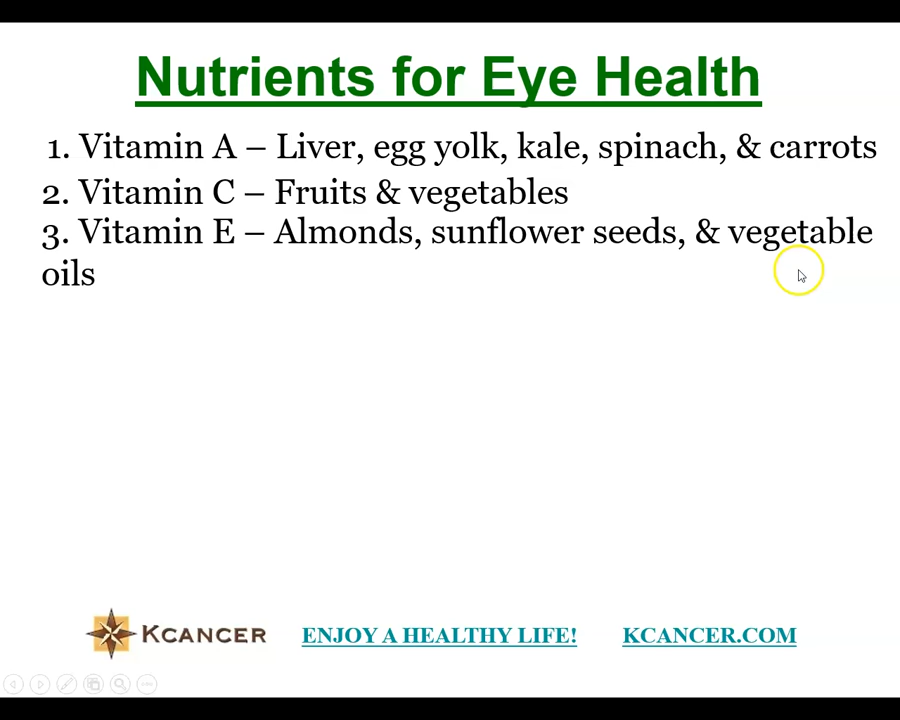 Nutrients for Eye Health
1. Vitamin A – Liver, egg yolk, kale, spinach, & carrots
2. Vitamin C – Fruits & vegetables
3. Vitamin E – Almonds, sunflower seeds, & vegetable
oils
KCANCER ENJOY A HEALTHY LIFE! KCANCER.COM